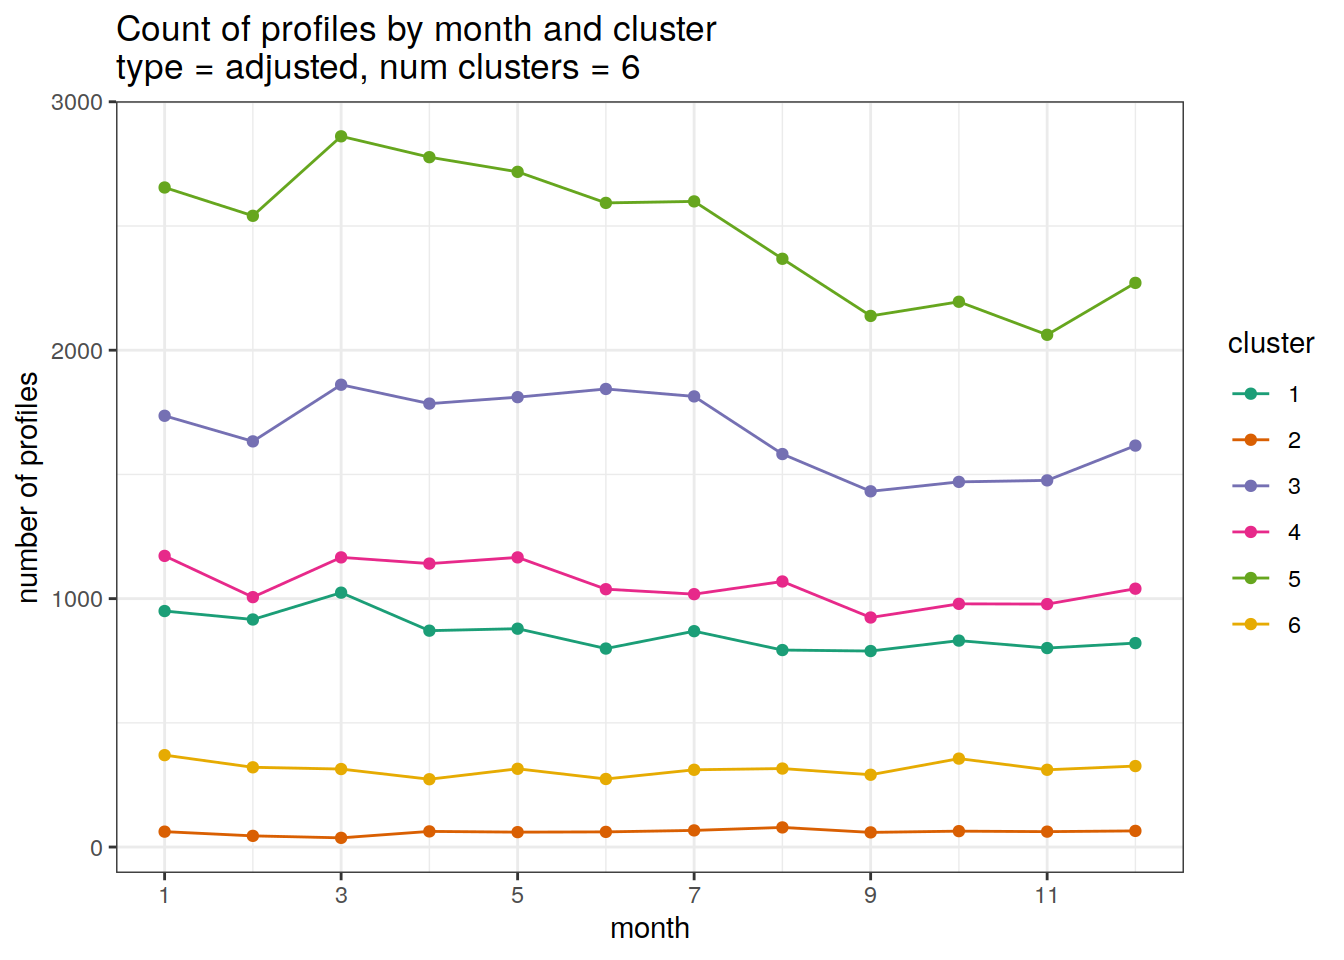 Count of profiles by month and cluster
type = adjusted, num clusters = 6
3000
2000
1000
0
number of profiles
1 3 5 7 9 11
month
cluster
1
2
3
4
5
6